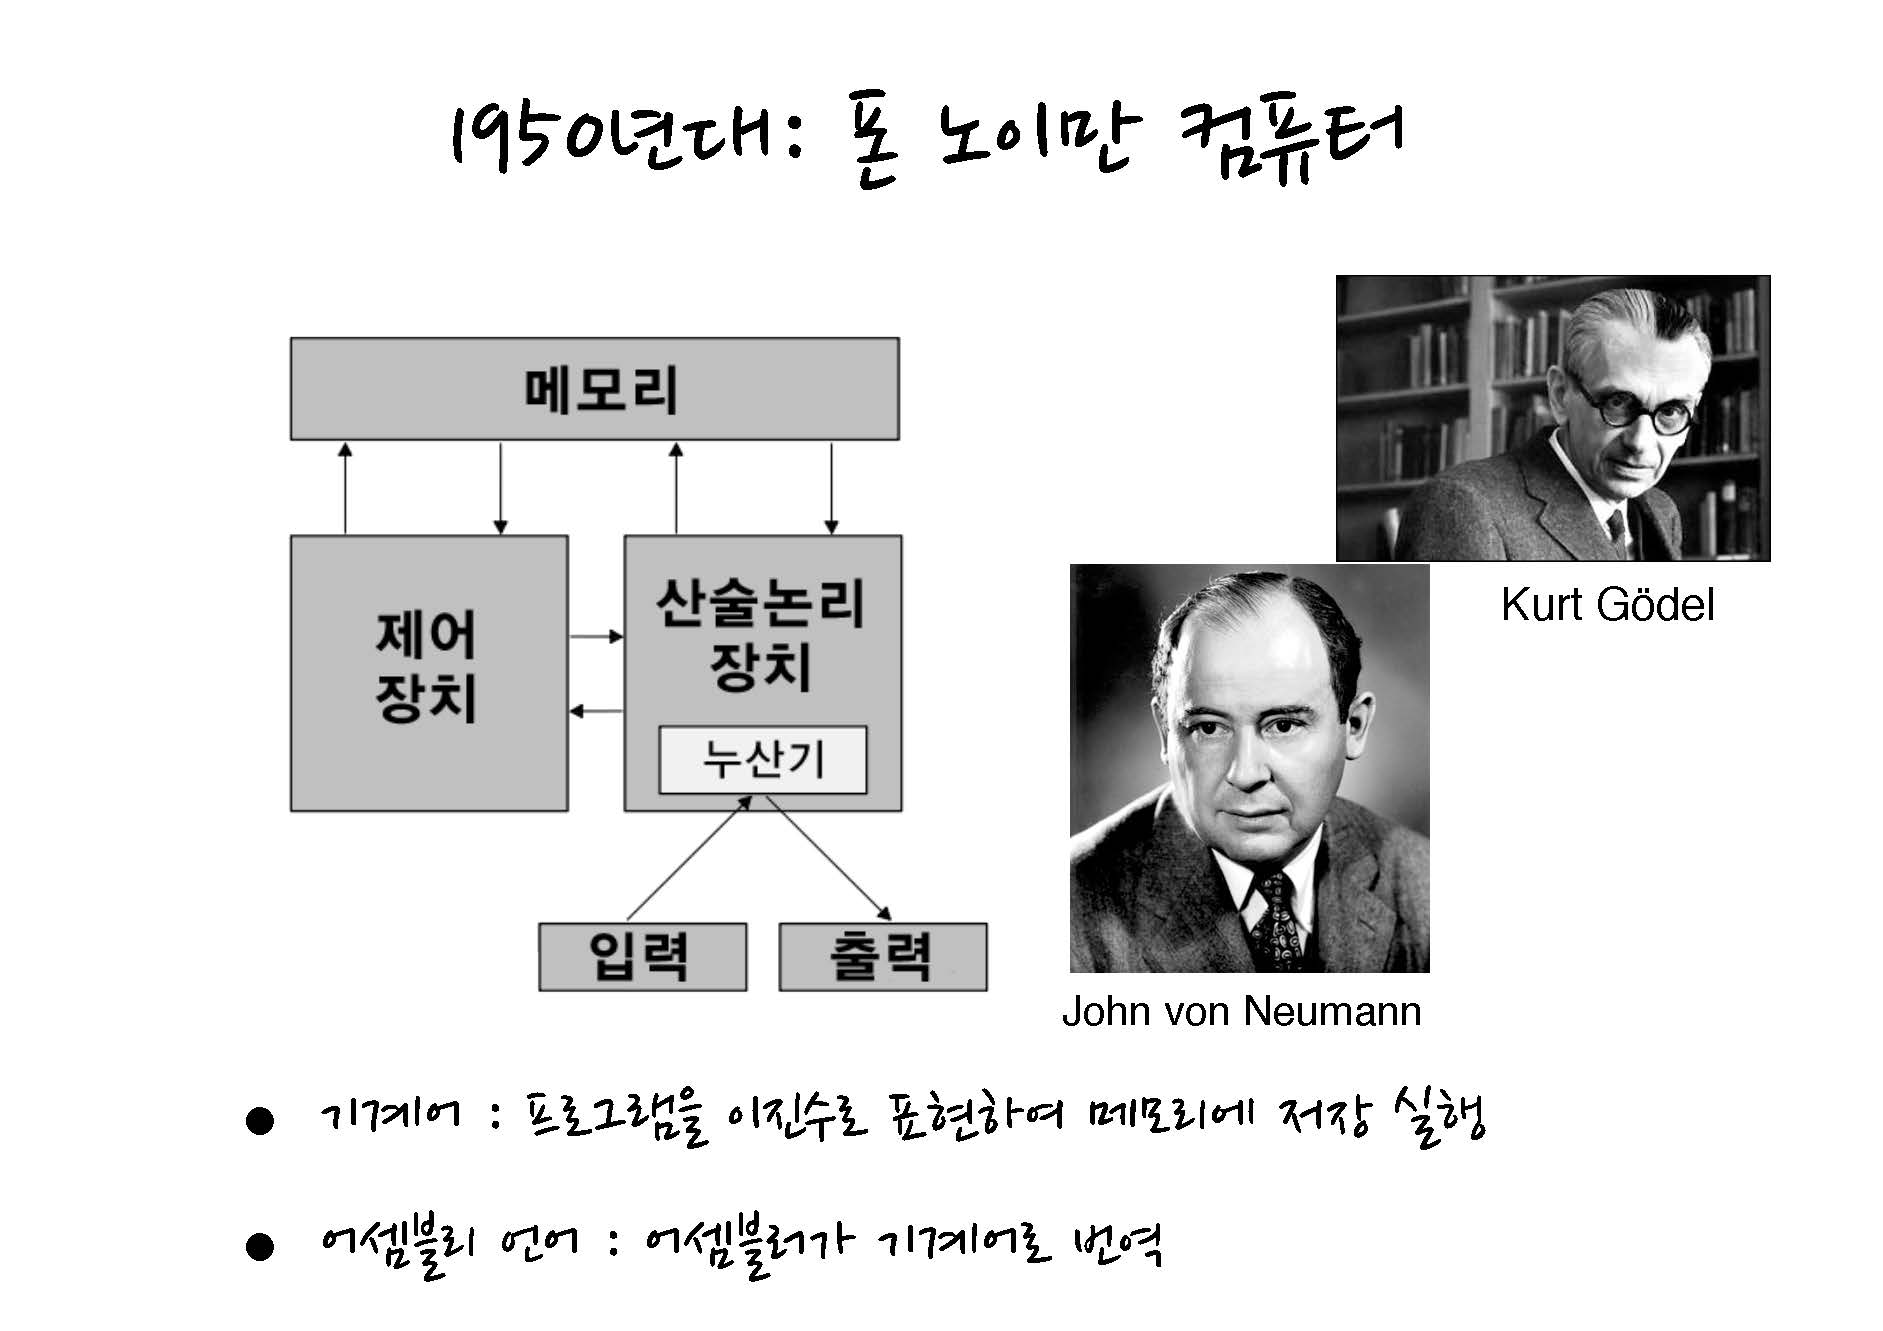 1950년대: 폰 노이만 컴퓨터
메모리
제어
장치
산술논리
장치
누산기
입력
출력
Kurt Gödel
John von Neumann
● 기계어 : 프로그램을 이진수로 표현하여 메모리에 저장 실행
● 어셈블리 언어 : 어셈블러가 기계어로 번역